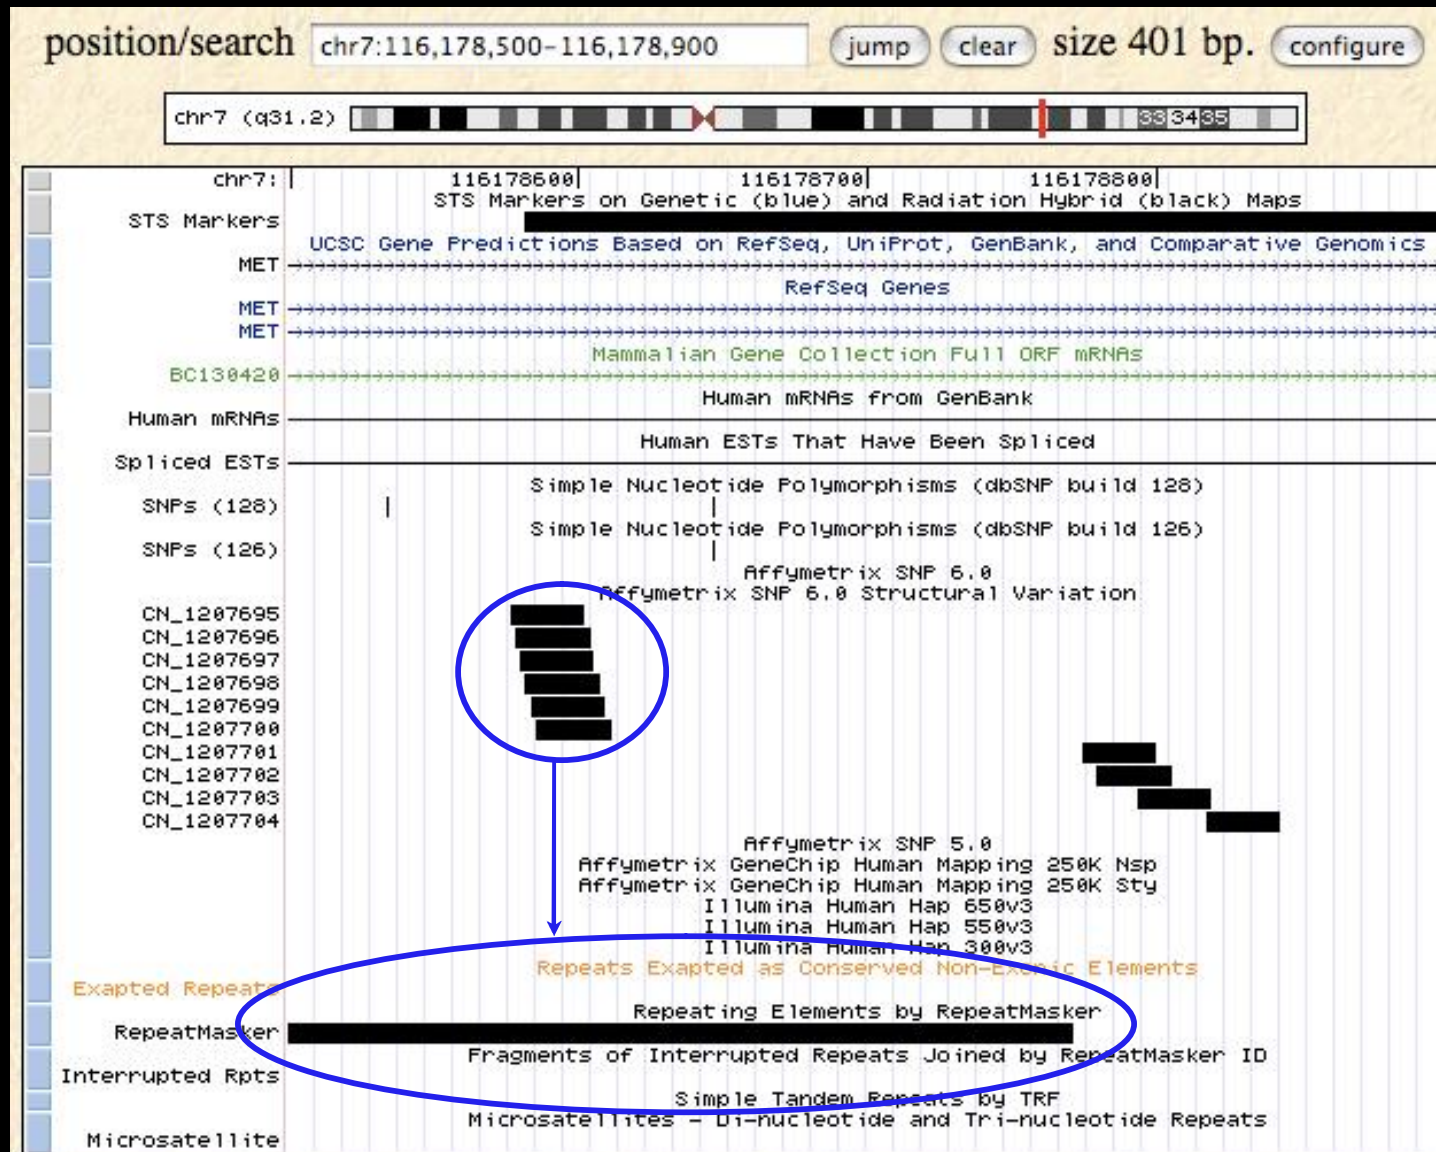 position/search chr7:116,178,500-116,178,900 jump clear size 401 bp. configure
chr7 (q31.2) 33 34 35
chr7: 116178600 116178700 116178800
STS Markers on Genetic (blue) and Radiation Hybrid (black) Maps
STS Markers
UCSC Gene Predictions Based on RefSeq, UniProt, GenBank, and Comparative Genomics
MET
RefSeq Genes
MET
MET
Mammalian Gene Collection Full ORF mRNAs
BC130420
Human mRNAs from GenBank
Human mRNAs
Human ESTs That Have Been Spliced
Spliced ESTs
Simple Nucleotide Polymorphisms (dbSNP build 128)
SNPs (128)
Simple Nucleotide Polymorphisms (dbSNP build 126)
SNPs (126)
Affymetrix SNP 6.0
Affymetrix SNP 6.0 Structural Variation
CN_1207695
CN_1207696
CN_1207697
CN_1207698
CN_1207699
CN_1207700
CN_1207701
CN_1207702
CN_1207703
CN_1207704
Affymetrix SNP 5.0
Affymetrix GeneChip Human Mapping 250K Nsp
Affymetrix GeneChip Human Mapping 250K Sty
Illumina Human Hap 650v3
Illumina Human Hap 550v3
Illumina Human Hap 300v3
Repeats Exapted as Conserved Non-Exonic Elements
Exapted Repeats
Repeating Elements by RepeatMasker
RepeatMasker
Fragments of Interrupted Repeats Joined by RepeatMasker ID
Interrupted Rpts
Simple Tandem Repeats by TRF
Microsatellites - Di-nucleotide and Tri-nucleotide Repeats
Microsatellite